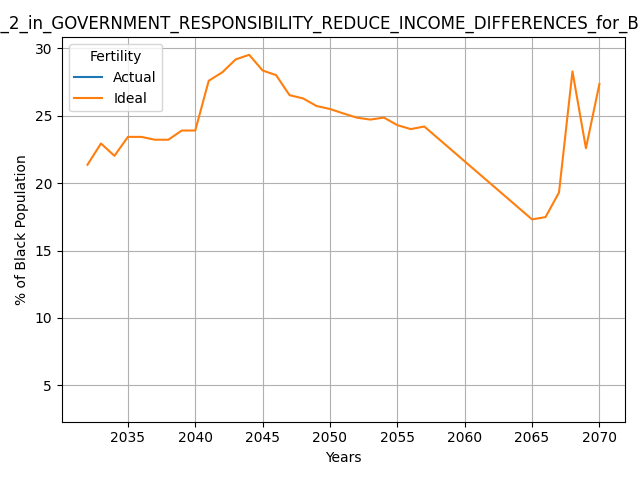 _2_in_GOVERNMENT_RESPONSIBILITY_REDUCE_INCOME_DIFFERENCES_for_B
Fertility
Actual
Ideal
30
25
20
15
10
5
% of Black Population
2035 2040 2045 2050 2055 2060 2065 2070
Years